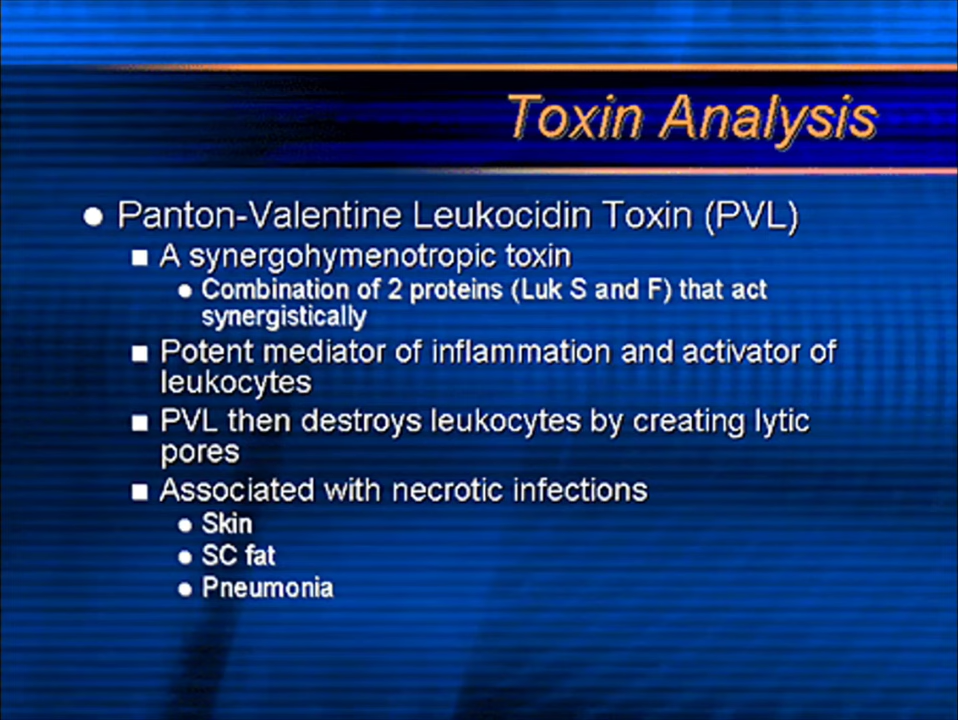 Toxin Analysis
Panton-Valentine Leukocidin Toxin (PVL)
A synergohymenotropic toxin
Combination of 2 proteins (Luk S and F) that act
synergistically
Potent mediator of inflammation and activator of
leukocytes
PVL then destroys leukocytes by creating lytic
pores
Associated with necrotic infections
Skin
SC fat
Pneumonia